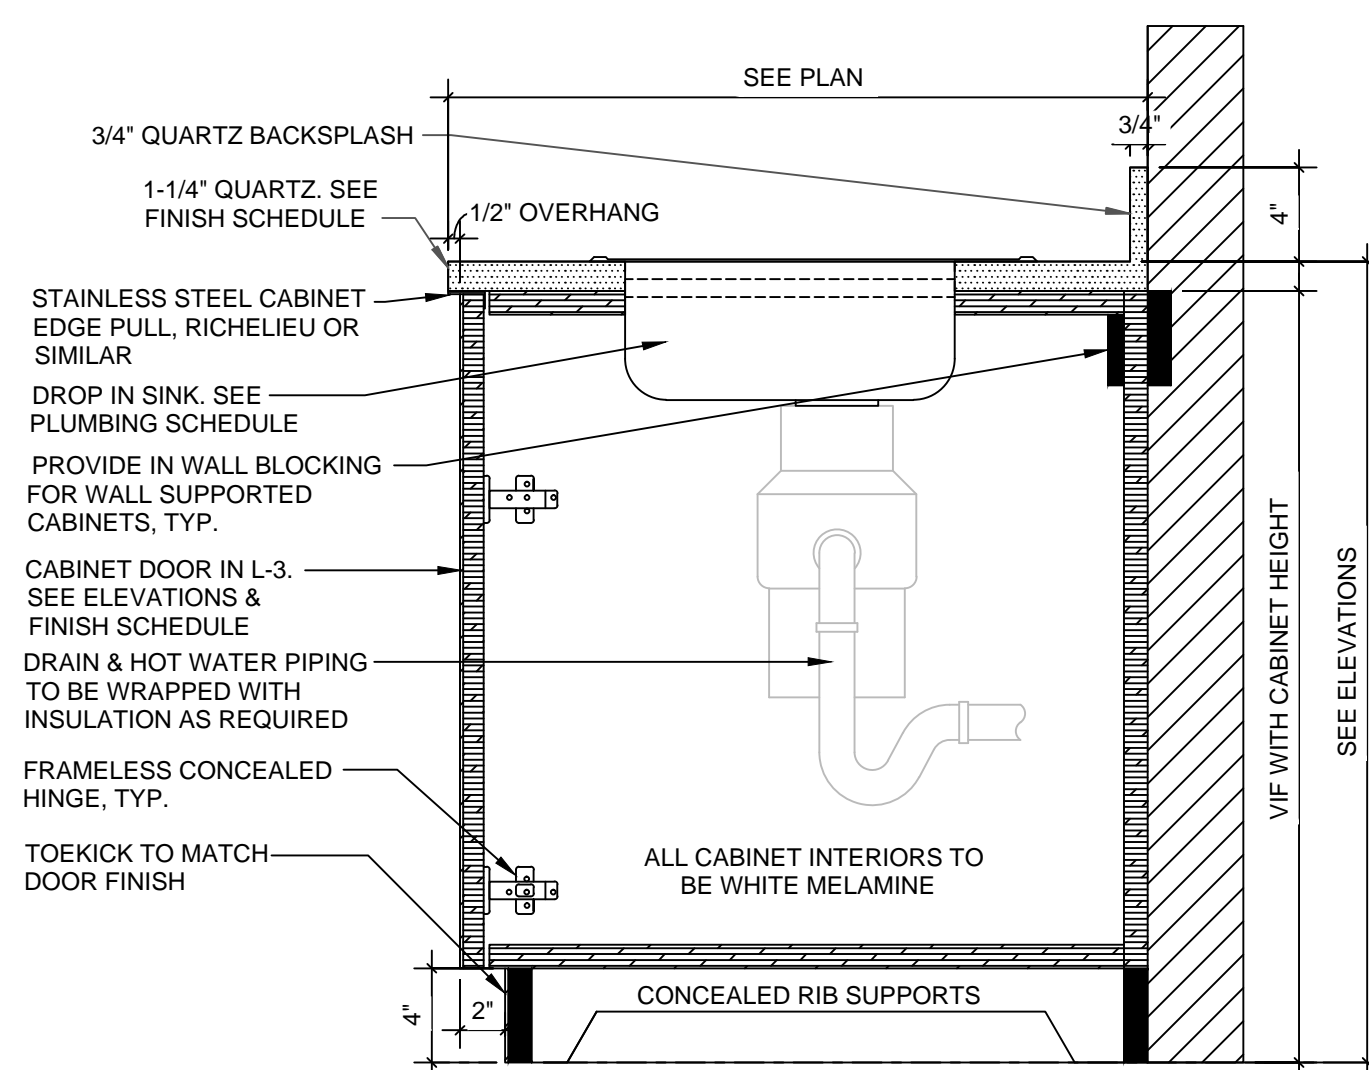 SEE PLAN
3/4" QUARTZ BACKSPLASH
3/4"
1-1/4" QUARTZ. SEE
FINISH SCHEDULE
1/2" OVERHANG
4"
STAINLESS STEEL CABINET
EDGE PULL, RICHELIEU OR
SIMILAR
DROP IN SINK. SEE
PLUMBING SCHEDULE
PROVIDE IN WALL BLOCKING
FOR WALL SUPPORTED
CABINETS, TYP.
CABINET DOOR IN L-3.
SEE ELEVATIONS &
FINISH SCHEDULE
DRAIN & HOT WATER PIPING
TO BE WRAPPED WITH
INSULATION AS REQUIRED
FRAMELESS CONCEALED
HINGE, TYP.
TOEKICK TO MATCH
DOOR FINISH
ALL CABINET INTERIORS TO
BE WHITE MELAMINE
CONCEALED RIB SUPPORTS
4"
2"
VIF WITH CABINET HEIGHT
SEE ELEVATIONS